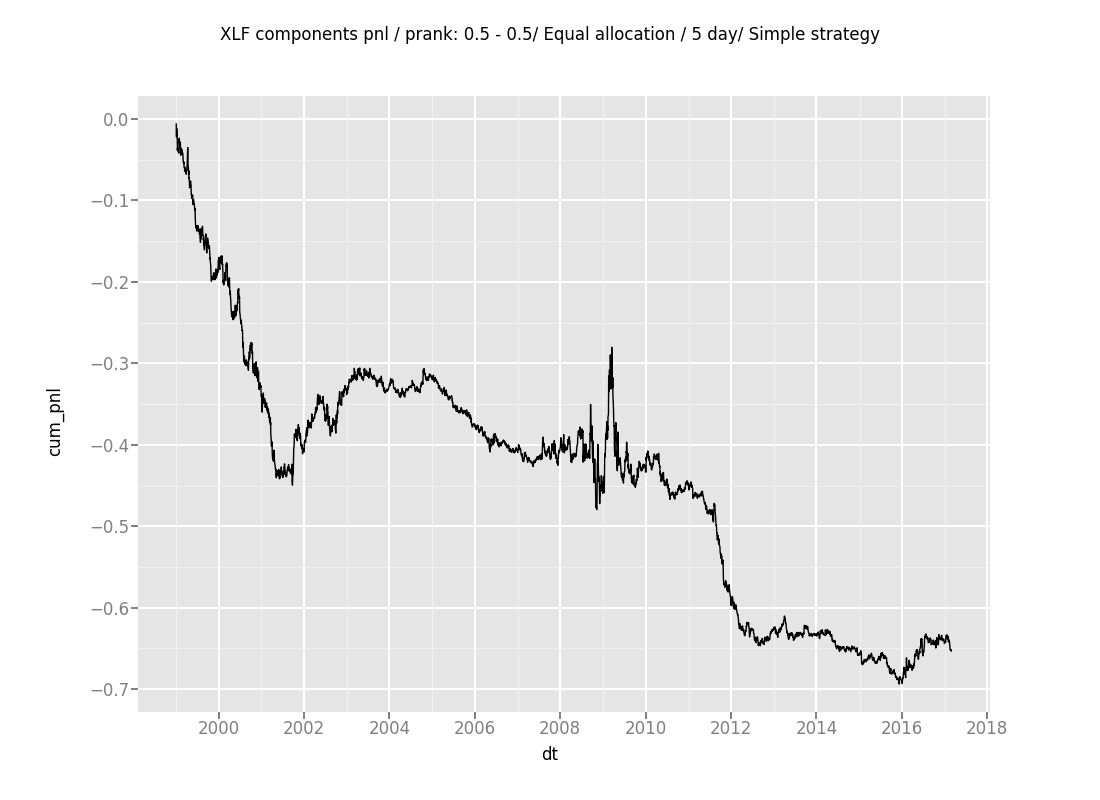 XLF components pnl / prank: 0.5 - 0.5/ Equal allocation / 5 day/ Simple strategy
0.0
−0.1
−0.2
−0.3
−0.4
−0.5
−0.6
−0.7
cum_pnl
2000 2002 2004 2006 2008 2010 2012 2014 2016 2018
dt